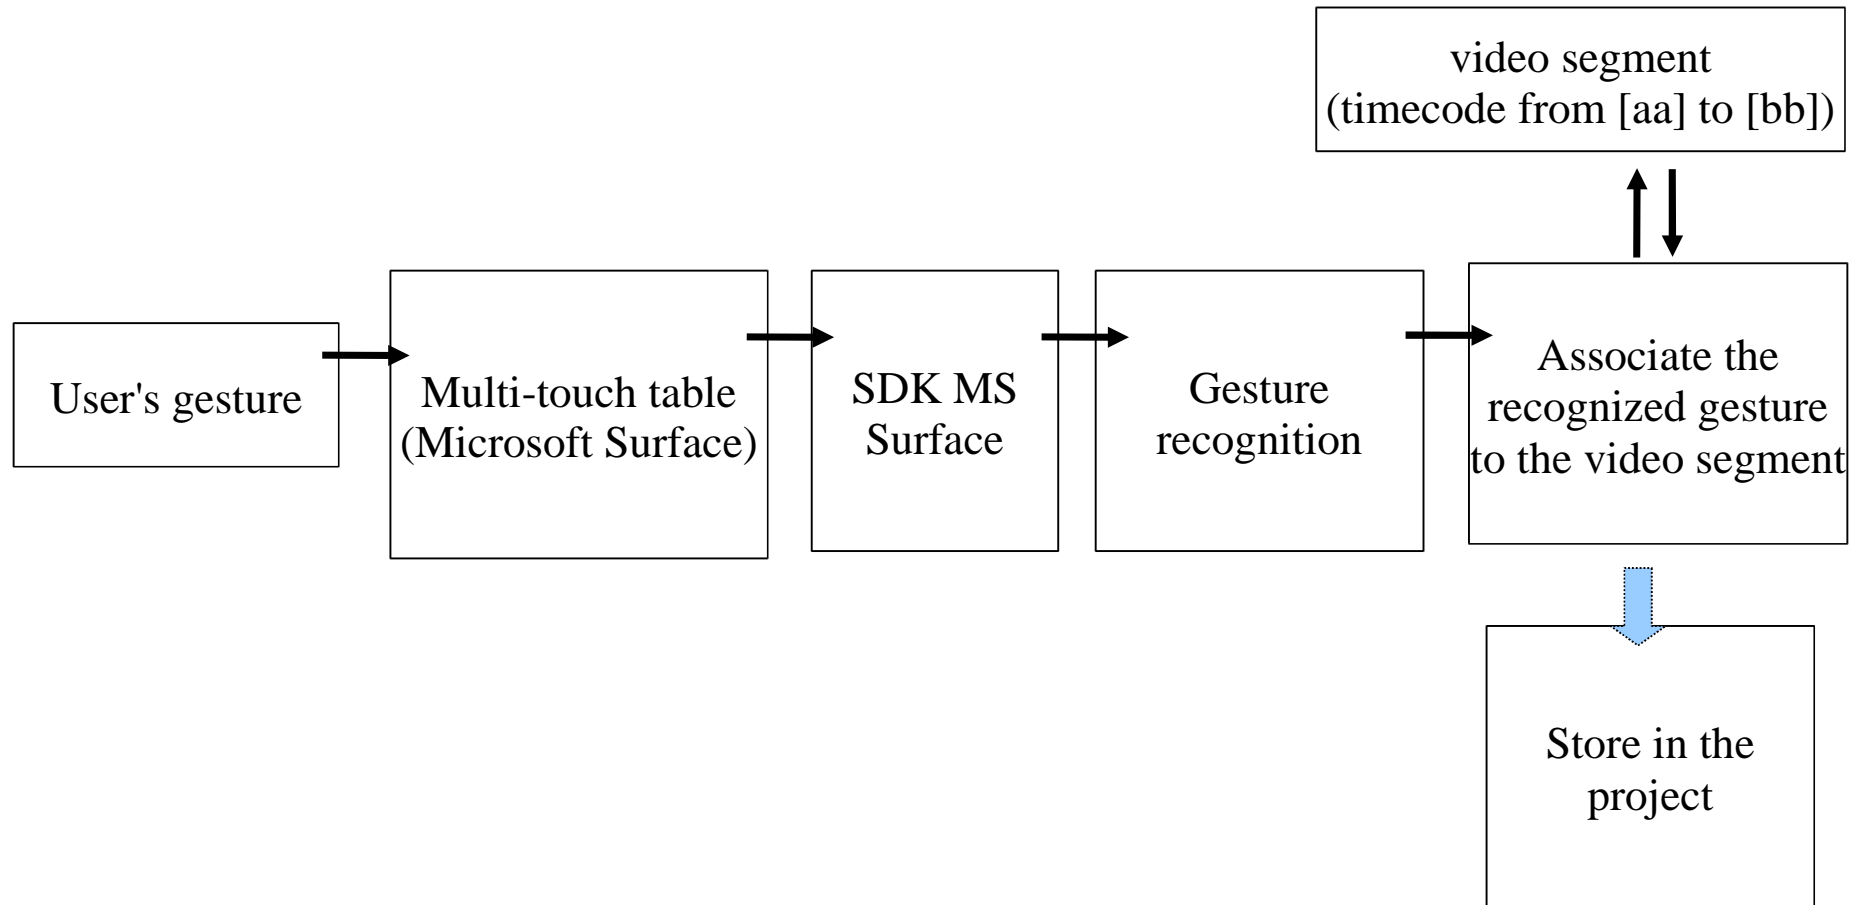 video segment
(timecode from [aa] to [bb])
User's gesture
Multi-touch table
(Microsoft Surface)
SDK MS
Surface
Gesture
recognition
Associate the
recognized gesture
to the video segment
Store in the
project